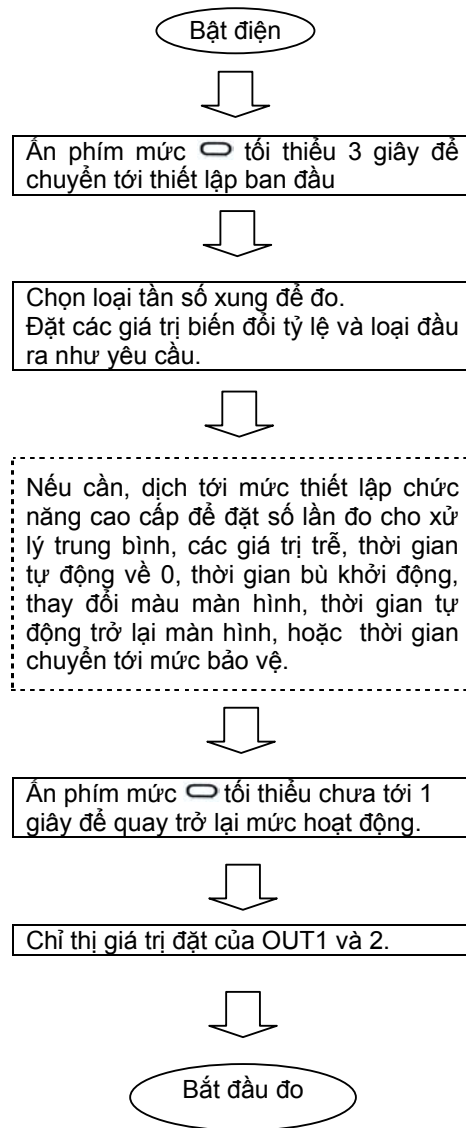 Bật điện
Ấn phím mức tối thiểu 3 giây để
chuyển tới thiết lập ban đầu
Chọn loại tần số xung để đo.
Đặt các giá trị biến đổi tỷ lệ và loại đầu
ra như yêu cầu.
Nếu cần, dịch tới mức thiết lập chức
năng cao cấp để đặt số lần đo cho xử
lý trung bình, các giá trị trễ, thời gian
tự động về 0, thời gian bù khởi động,
thay đổi màu màn hình, thời gian tự
động trở lại màn hình, hoặc thời gian
chuyển tới mức bảo vệ.
Ấn phím mức tối thiểu chưa tới 1
giây để quay trở lại mức hoạt động.
Chỉ thị giá trị đặt của OUT1 và 2.
Bắt đầu đo